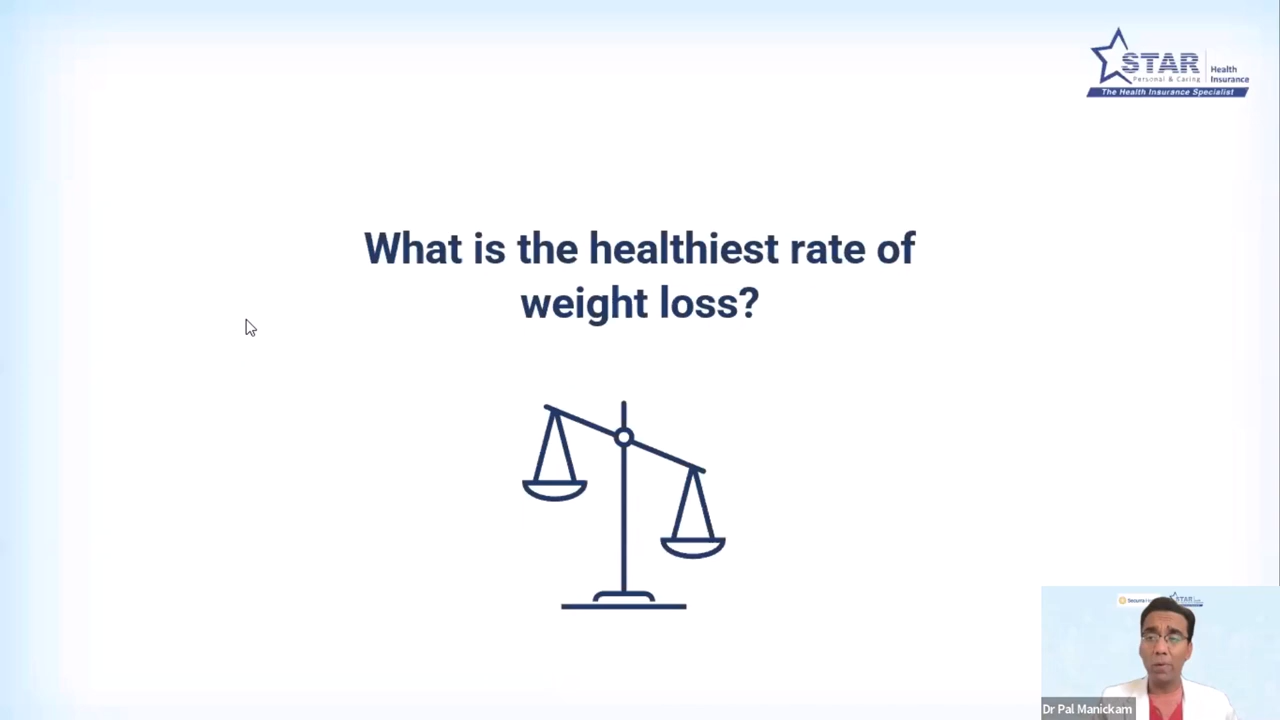 STAR
Health
Insurance
Personal & Caring
The Health Insurance Specialist
What is the healthiest rate of
weight loss?
STAR
Dr Pal Manickam